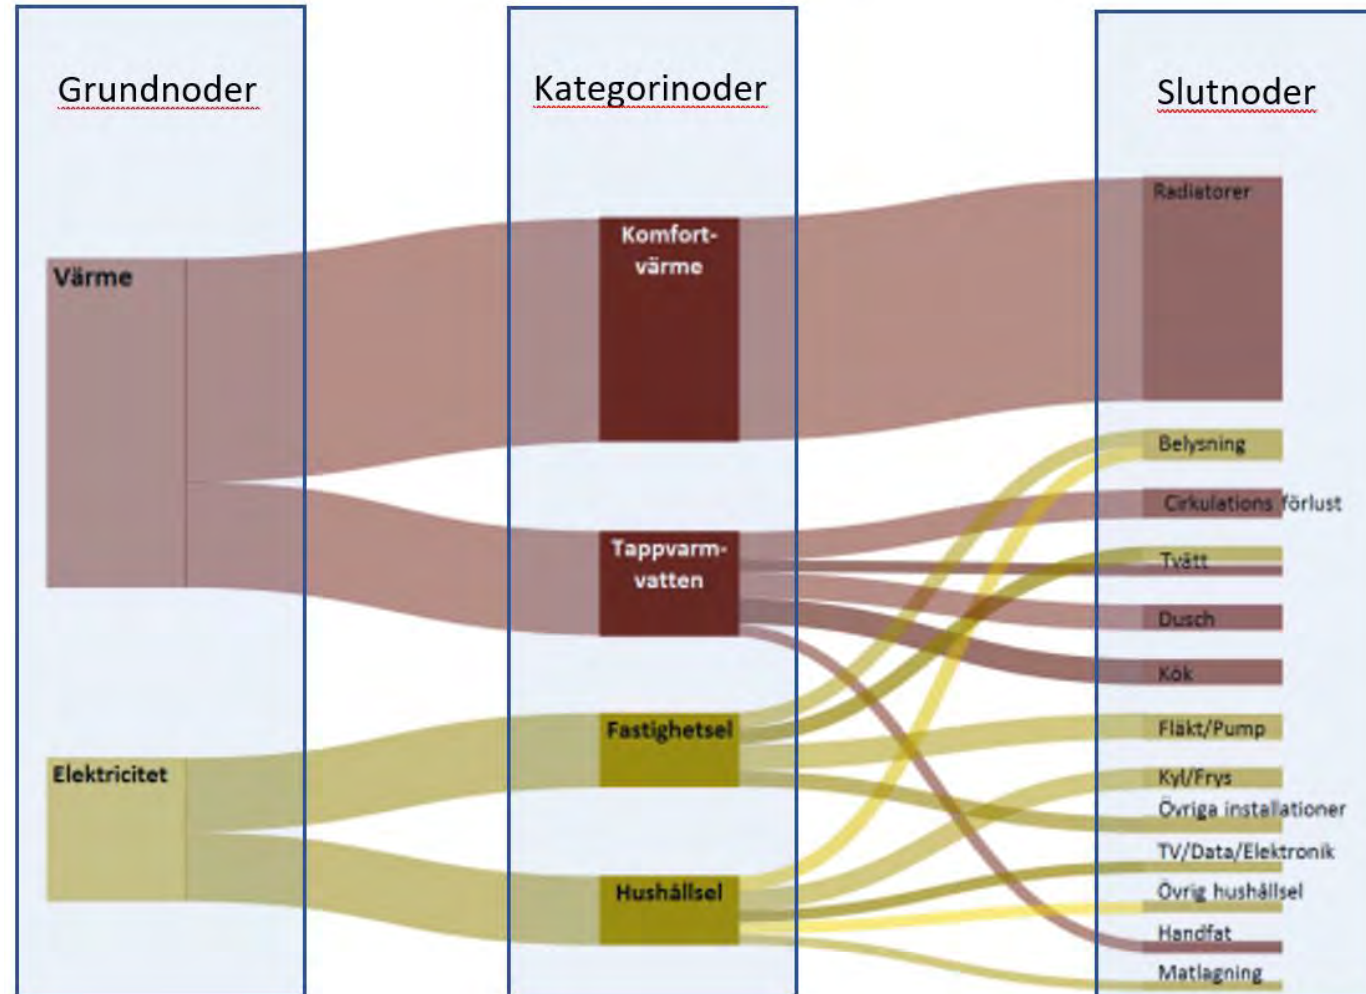 Grundnoder
Kategorinoder
Slutnoder
Värme
Elektricitet
Komfort-
värme
Tappvarm-
vatten
Fastighetsel
Hushållsel
Radiatorer
Belysning
Cirkulations förlust
Tvätt
Dusch
Kök
Fläkt/Pump
Kyl/Frys
Övriga installationer
TV/Data/Elektronik
Övrig hushållsel
Handfat
Matlagning